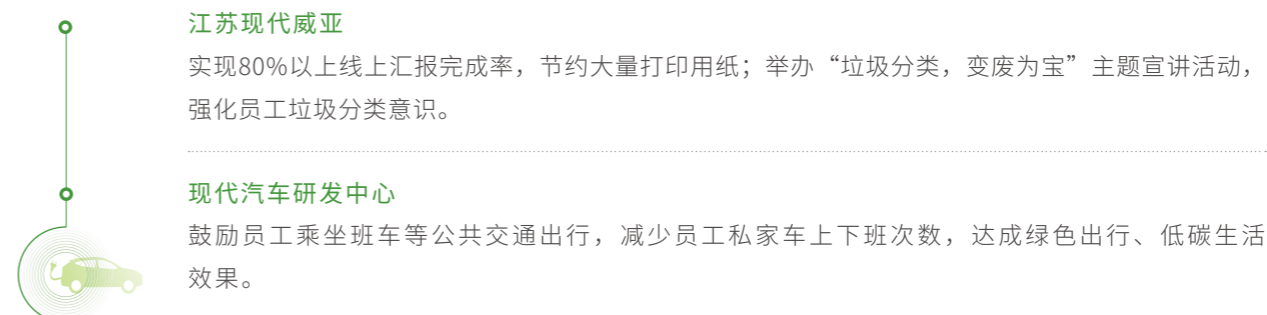 江苏现代威亚
实现80%以上线上汇报完成率，节约大量打印用纸；举办“垃圾分类，变废为宝”主题宣讲活动，
强化员工垃圾分类意识。
现代汽车研发中心
鼓励员工乘坐班车等公共交通出行，减少员工私家车上下班次数，达成绿色出行、低碳生活
效果。